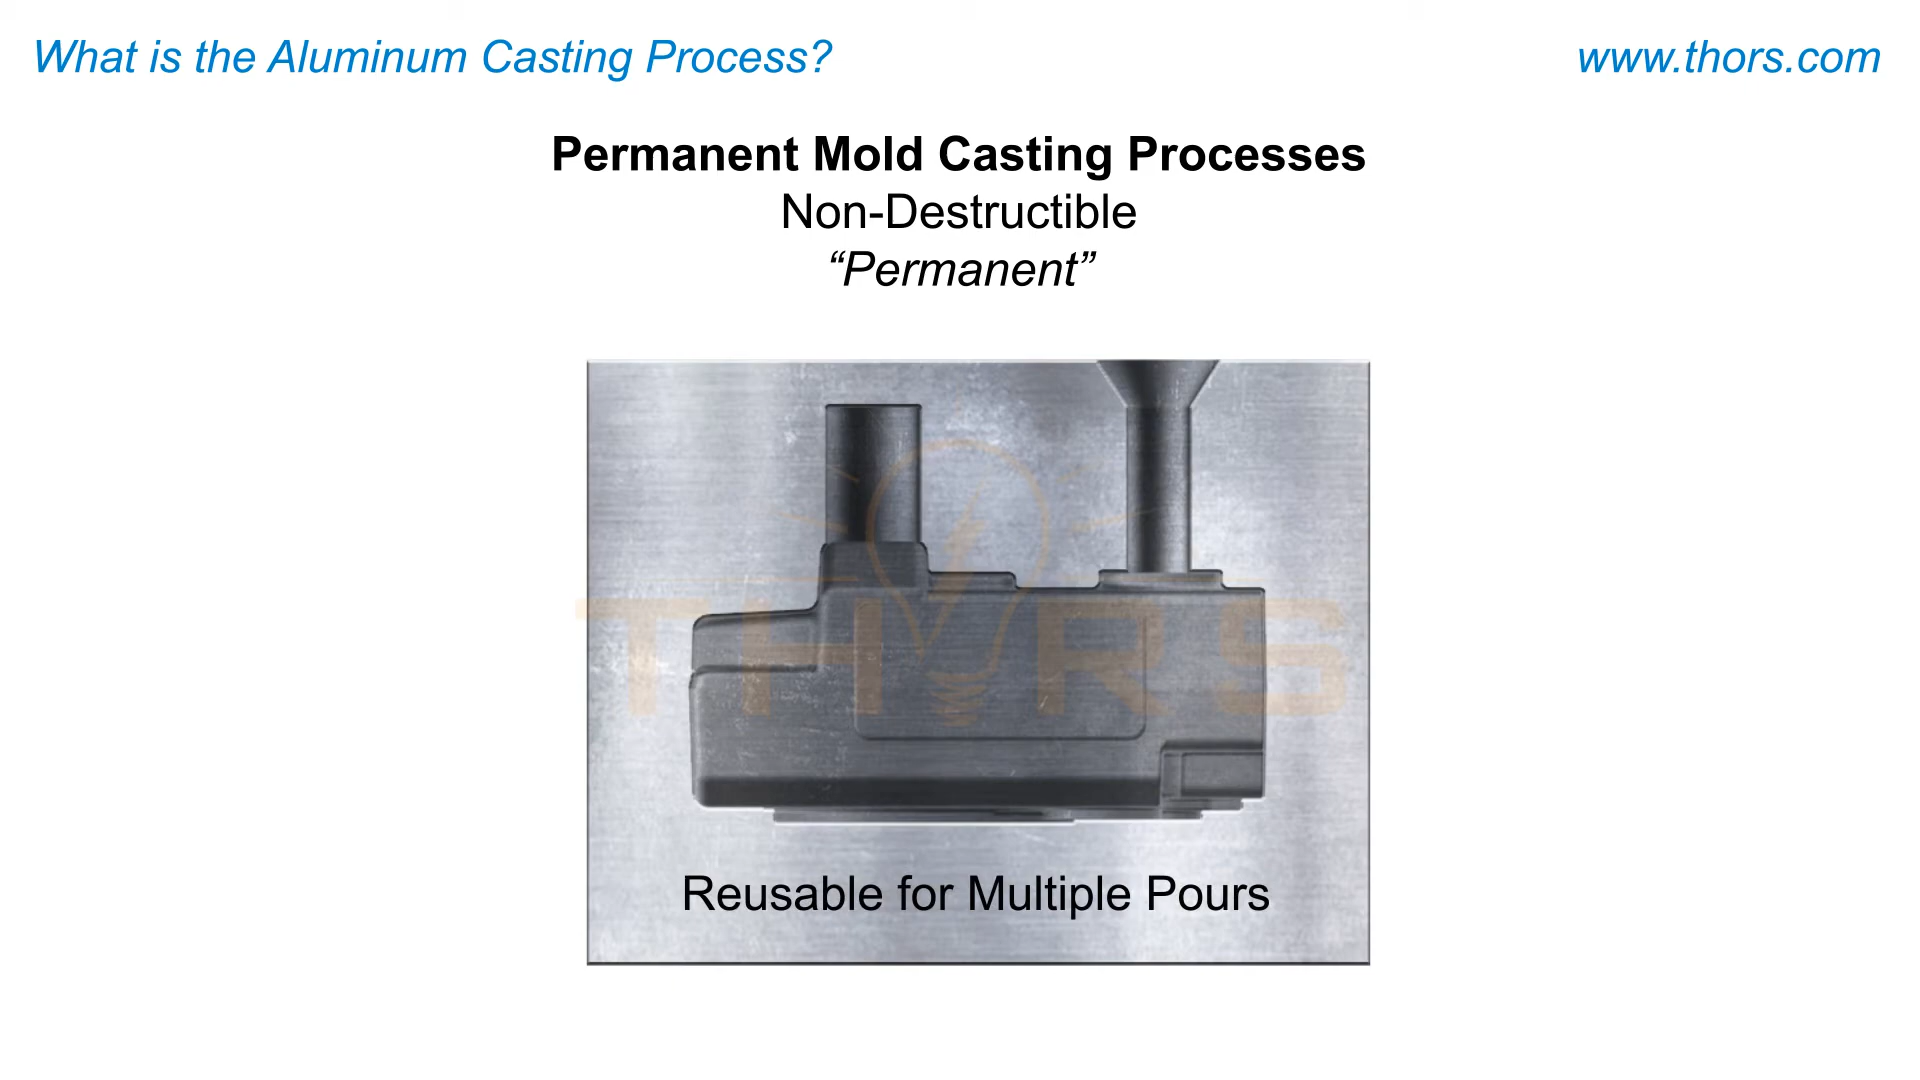 What is the Aluminum Casting Process?
www.thors.com
Permanent Mold Casting Processes
Non-Destructible
“Permanent”
THORS
Reusable for Multiple Pours